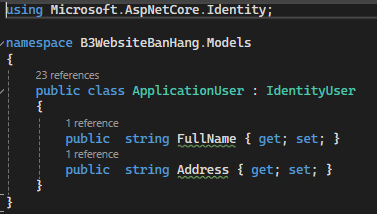 using Microsoft.AspNetCore.Identity;
namespace B3WebsiteBanHang.Models
{
23 references
public class ApplicationUser : IdentityUser
{
1 reference
public  string FullName { get; set; }
1 reference
public  string Address { get; set; }
}
}